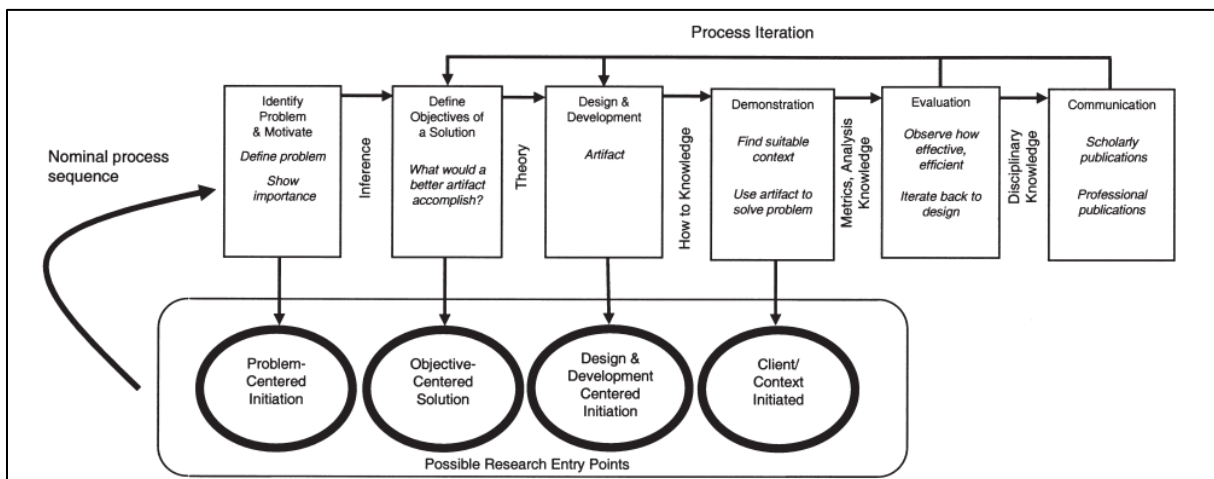 Process Iteration
Nominal process
sequence
Identify
Problem
& Motivate
Define problem
Show
importance
Inference
Define
Objectives of
a Solution
What would a
better artifact
accomplish?
Theory
Design &
Development
Artifact
How to Knowledge
Demonstration
Find suitable
context
Use artifact to
solve problem
Metrics, Analysis
Knowledge
Evaluation
Observe how
effective,
efficient
Iterate back to
design
Disciplinary
Knowledge
Communication
Scholarly
publications
Professional
publications
Problem-
Centered
Initiation
Objective-
Centered
Solution
Design &
Development
Centered
Initiation
Client/
Context
Initiated
Possible Research Entry Points